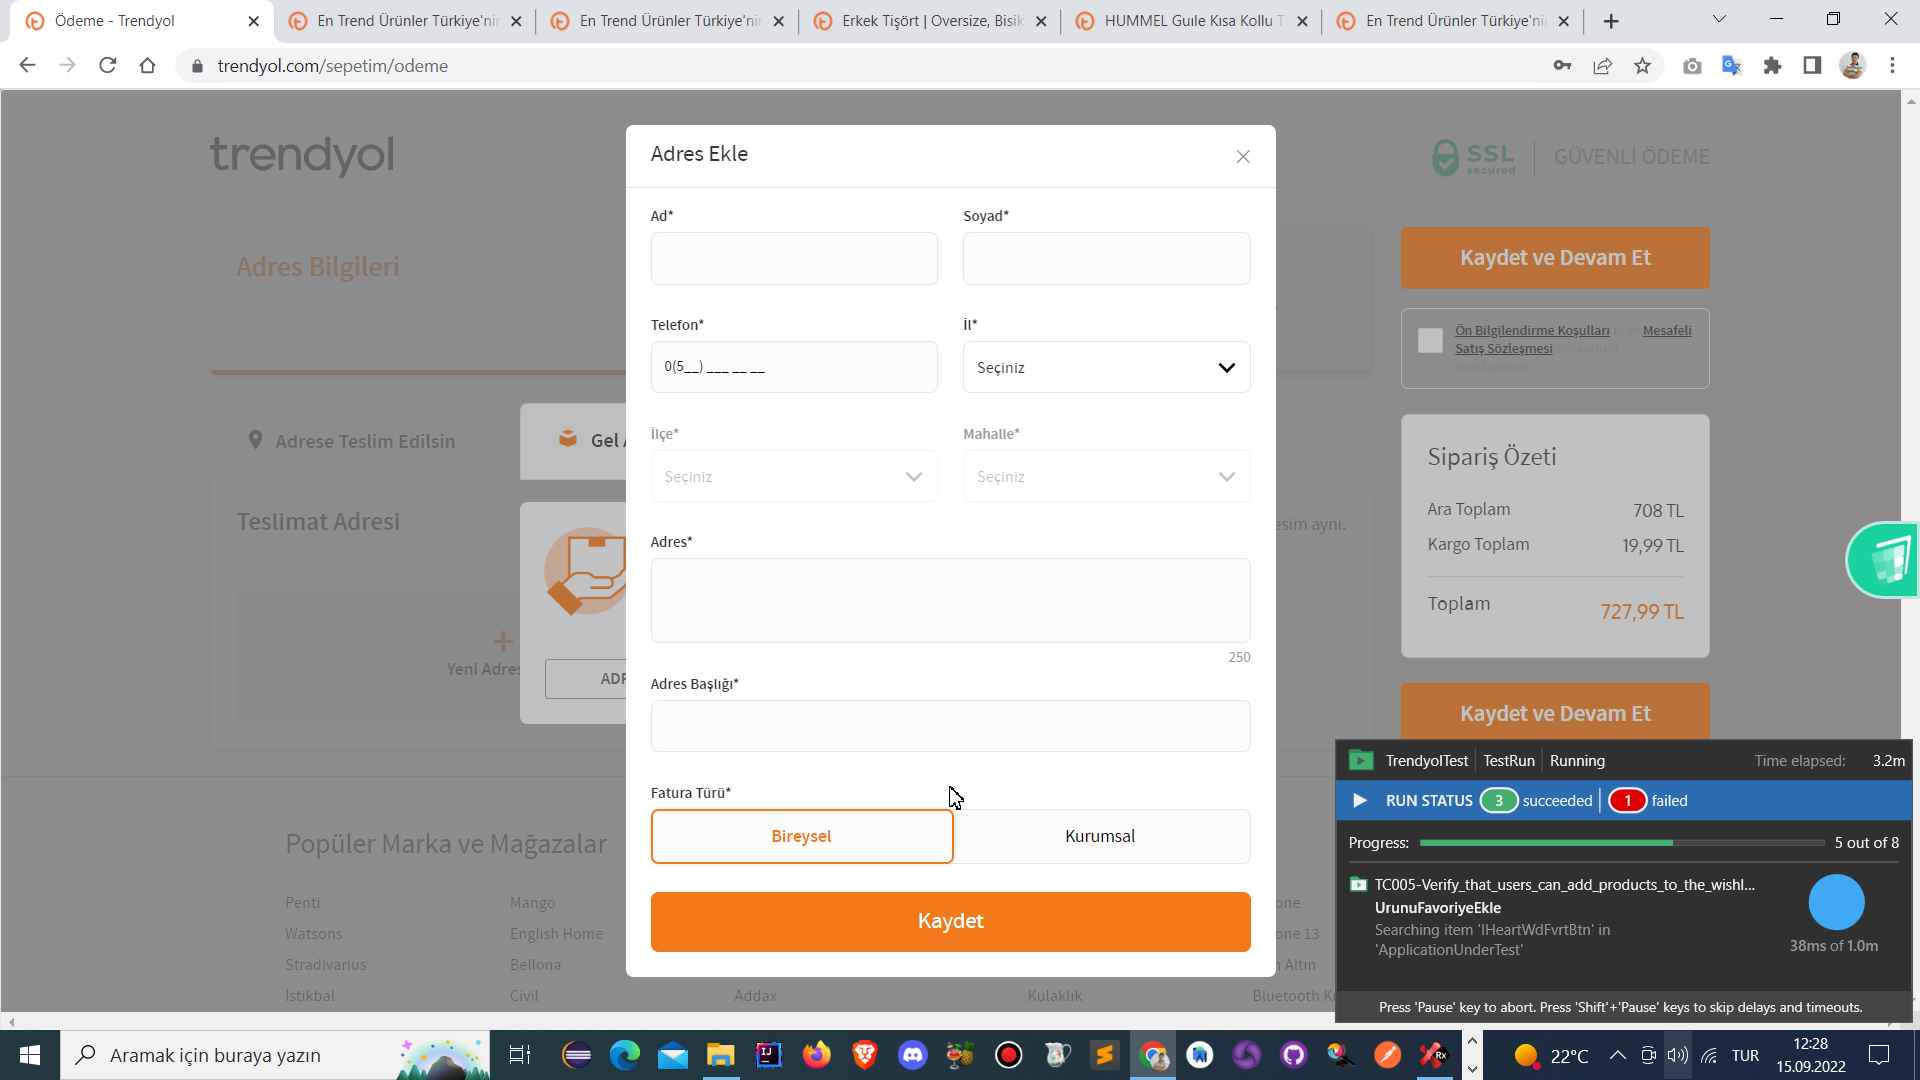 Ödeme - Trendyol
En Trend Ürünler Türkiye'nin
En Trend Ürünler Türkiye'nin
Erkek Tişört | Oversize, Bisik
HUMMEL Guıle Kısa Kollu T
En Trend Ürünler Türkiye'nin
trendyol.com/sepetim/odeme
trendyol
SSL
secured
GÜVENLİ ÖDEME
Adres Bilgileri
Adres Ekle
Ad*
Soyad*
Telefon*
0(5__) ___ __ __
İl*
Seçiniz
İlçe*
Seçiniz
Mahalle*
Seçiniz
Adres*
250
Adres Başlığı*
Fatura Türü*
Bireysel
Kurumsal
Kaydet
Adrese Teslim Edilsin
Gel A
Teslimat Adresi
Yeni Adres
ADR
esim aynı.
Kaydet ve Devam Et
Ön Bilgilendirme Koşulları
Mesafeli
Satış Sözleşmesi
Sipariş Özeti
Ara Toplam 708 TL
Kargo Toplam 19,99 TL
Toplam 727,99 TL
Kaydet ve Devam Et
Popüler Marka ve Mağazalar
Penti
Mango
one
Watsons
English Home
one 13
Stradivarius
Bellona
Altın
İstikbal
Civil
Addax
Kulaklık
Bluetooth K
TrendyolTest
TestRun
Running
Time elapsed: 3.2m
RUN STATUS 3 succeeded 1 failed
Progress: 5 out of 8
TC005-Verify_that_users_can_add_products_to_the_wishl...
UrunuFavoriyeEkle
Searching item 'IHeartWdFvrtBtn' in
'ApplicationUnderTest'
38ms of 1.0m
Press 'Pause' key to abort. Press 'Shift'+'Pause' keys to skip delays and timeouts.
Aramak için buraya yazın
22°C
TUR
12:28
15.09.2022